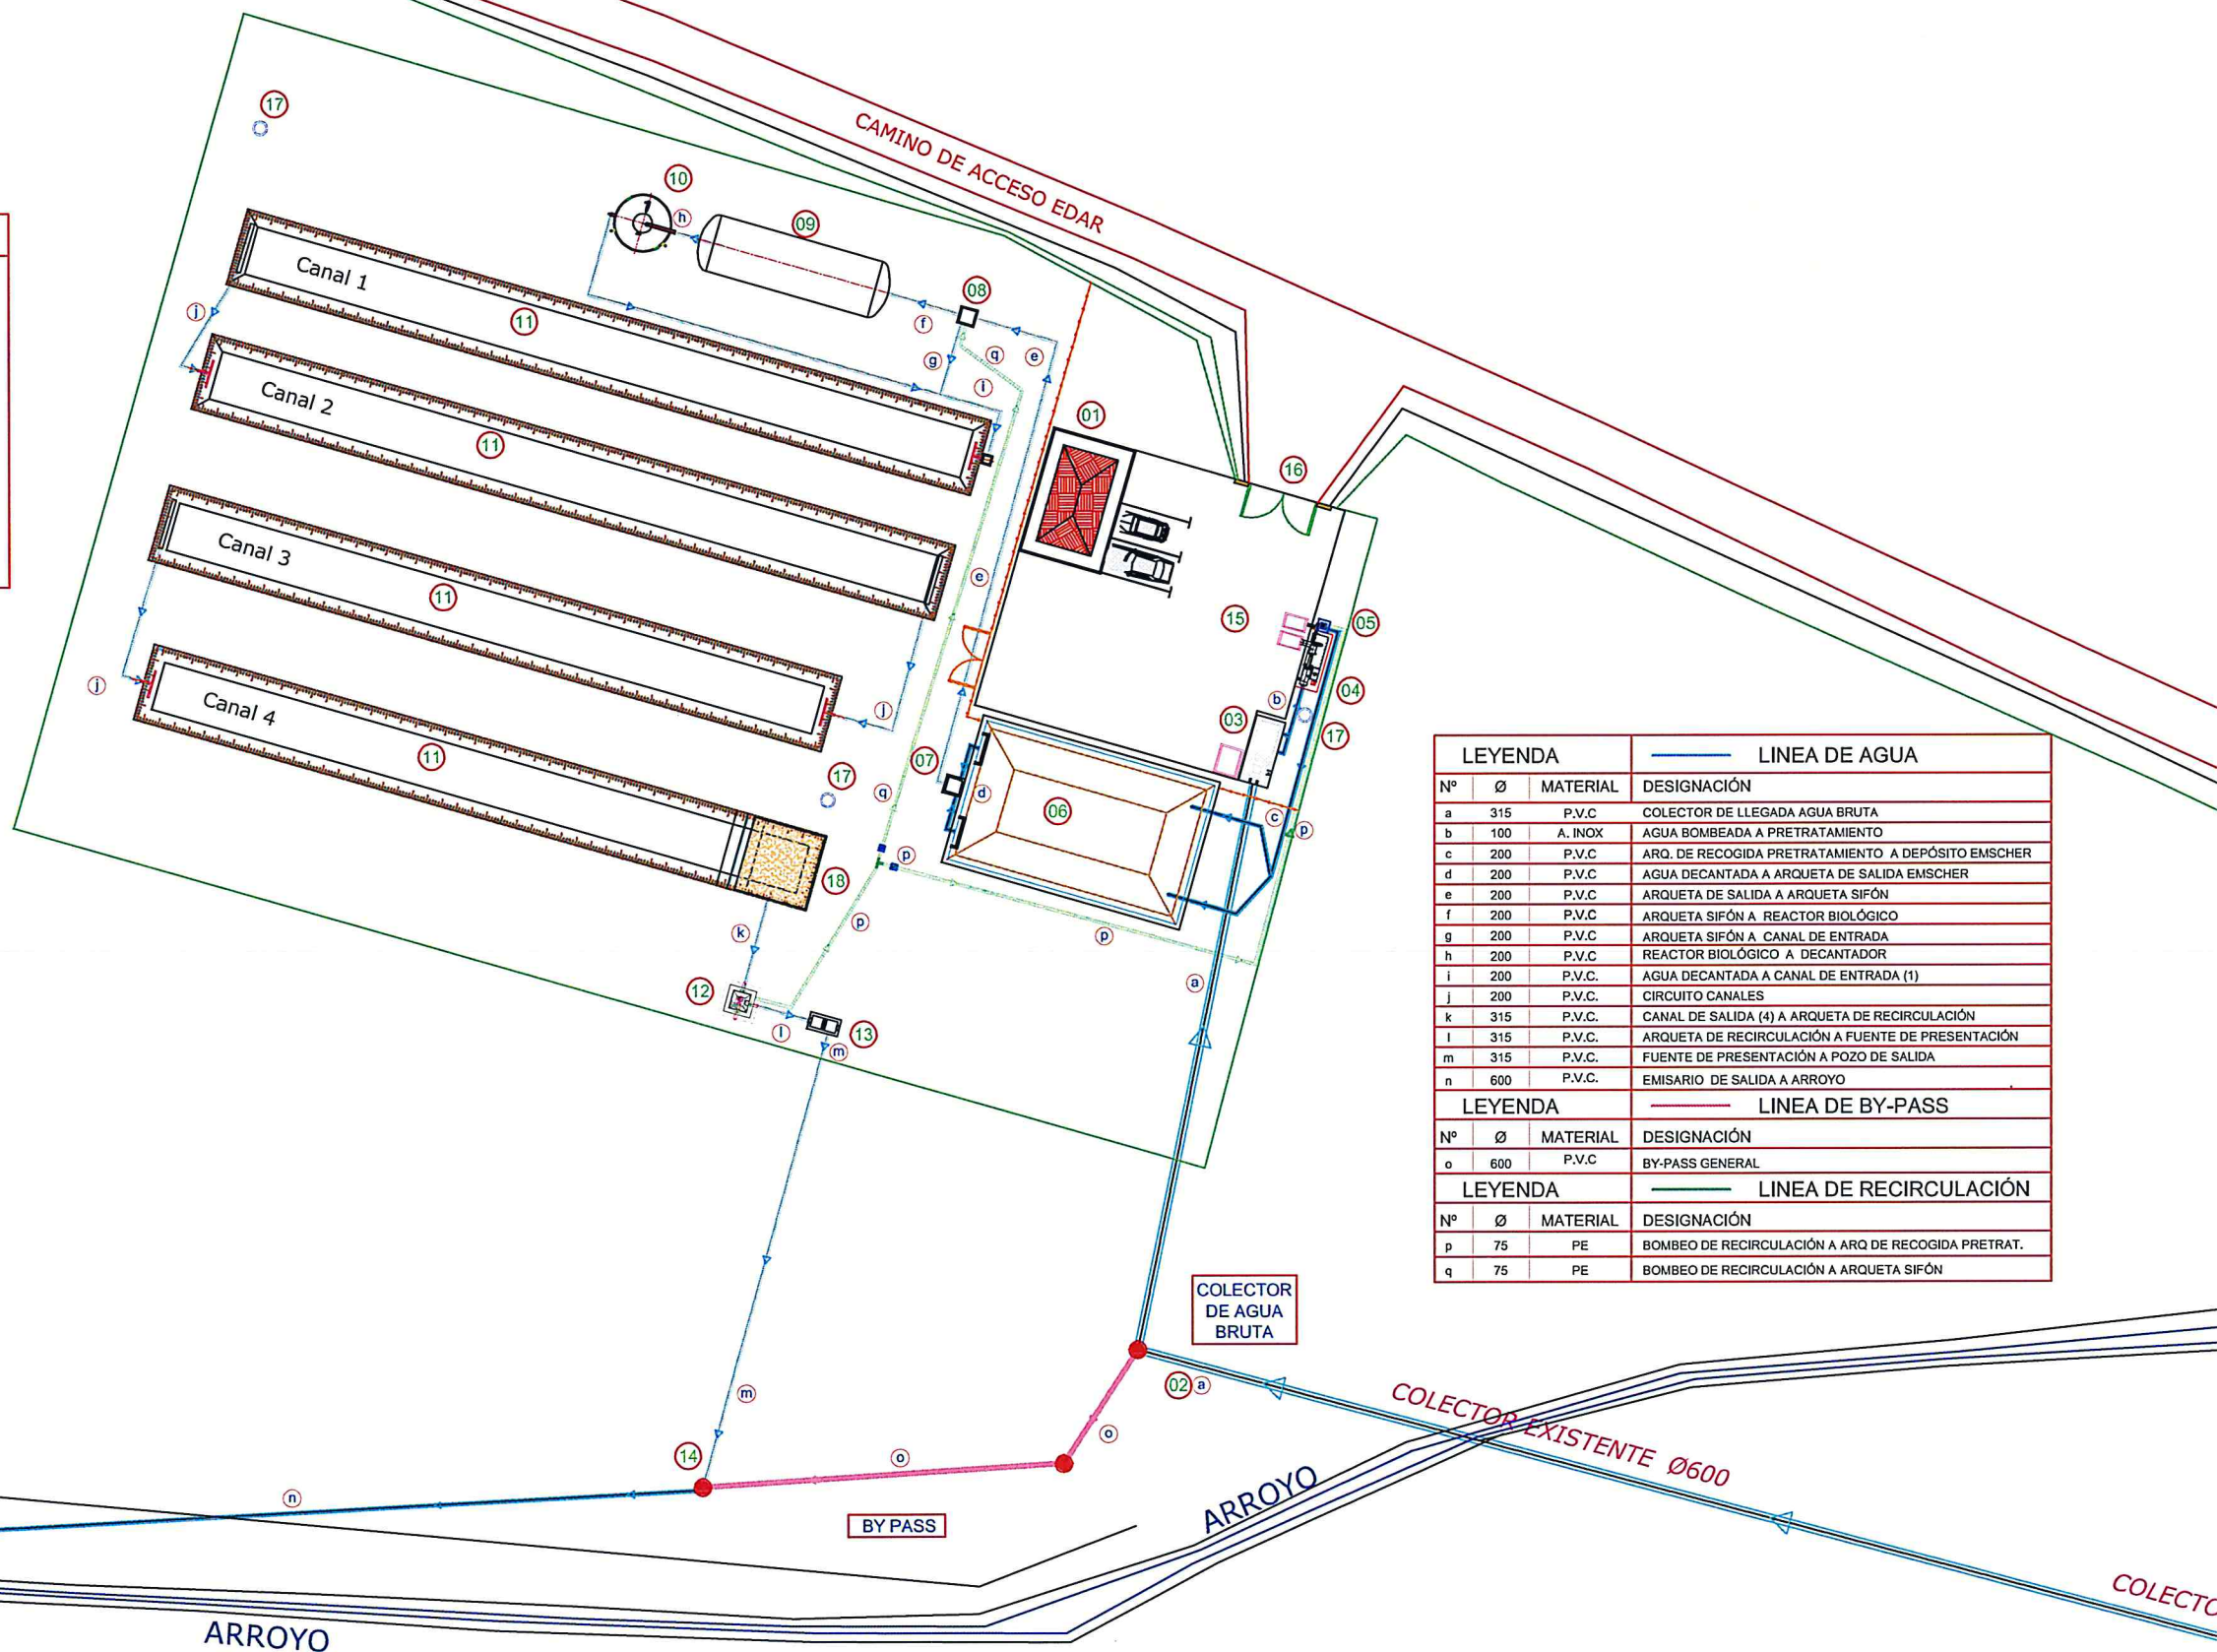 CAMINO DE ACCESO EDAR
17
10
h
09
08
f
g
q
e
i
Canal 1
11
j
Canal 2
11
01
16
e
Canal 3
11
j
j
Canal 4
11
15
05
b
04
03
17
07
17
q
d
06
c
p
p
18
k
p
p
12
l
13
m
a
m
COLECTOR
DE AGUA
BRUTA
02 a
o
o
14
n
BY PASS
COLECTOR EXISTENTE Ø600
ARROYO
ARROYO
COLECTO
LEYENDA LINEA DE AGUA
Nº Ø MATERIAL DESIGNACIÓN
a 315 P.V.C COLECTOR DE LLEGADA AGUA BRUTA
b 100 A. INOX AGUA BOMBEADA A PRETRATAMIENTO
c 200 P.V.C ARQ. DE RECOGIDA PRETRATAMIENTO A DEPÓSITO EMSCHER
d 200 P.V.C AGUA DECANTADA A ARQUETA DE SALIDA EMSCHER
e 200 P.V.C ARQUETA DE SALIDA A ARQUETA SIFÓN
f 200 P.V.C ARQUETA SIFÓN A REACTOR BIOLÓGICO
g 200 P.V.C ARQUETA SIFÓN A CANAL DE ENTRADA
h 200 P.V.C REACTOR BIOLÓGICO A DECANTADOR
i 200 P.V.C. AGUA DECANTADA A CANAL DE ENTRADA (1)
j 200 P.V.C. CIRCUITO CANALES
k 315 P.V.C. CANAL DE SALIDA (4) A ARQUETA DE RECIRCULACIÓN
l 315 P.V.C. ARQUETA DE RECIRCULACIÓN A FUENTE DE PRESENTACIÓN
m 315 P.V.C. FUENTE DE PRESENTACIÓN A POZO DE SALIDA
n 600 P.V.C. EMISARIO DE SALIDA A ARROYO
LEYENDA LINEA DE BY-PASS
Nº Ø MATERIAL DESIGNACIÓN
o 600 P.V.C BY-PASS GENERAL
LEYENDA LINEA DE RECIRCULACIÓN
Nº Ø MATERIAL DESIGNACIÓN
p 75 PE BOMBEO DE RECIRCULACIÓN A ARQ DE RECOGIDA PRETRAT.
q 75 PE BOMBEO DE RECIRCULACIÓN A ARQUETA SIFÓN